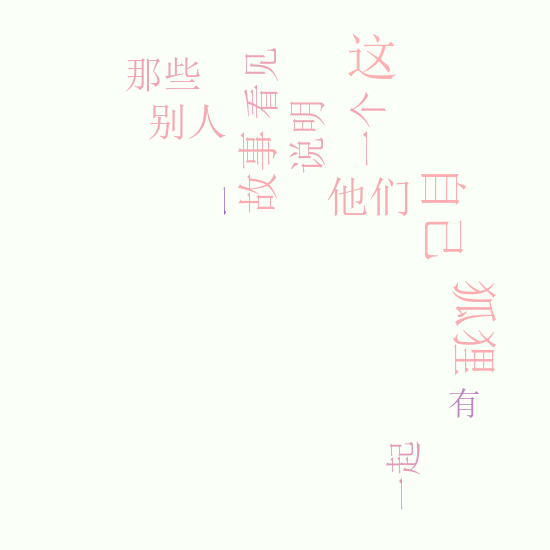 这
那些
看见
一个
说明
别人
故事
他们
自己
一
狐狸
有
一起